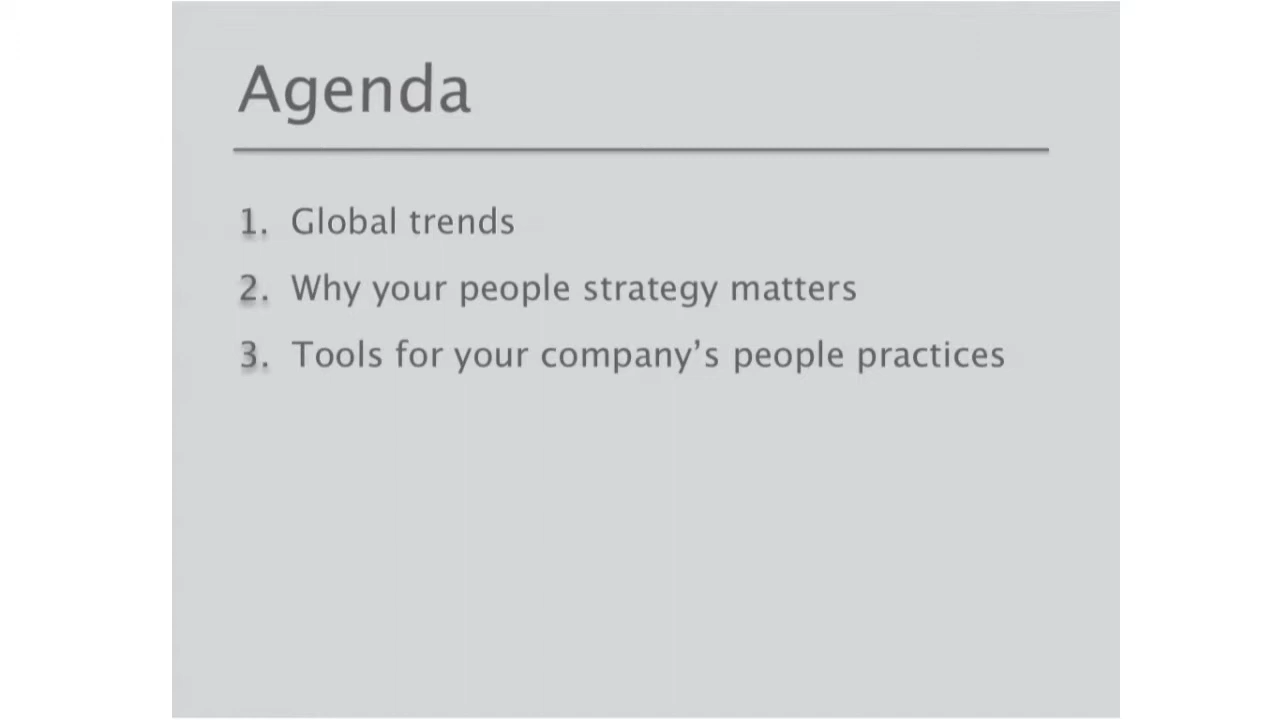 Agenda
1. Global trends
2. Why your people strategy matters
3. Tools for your company’s people practices